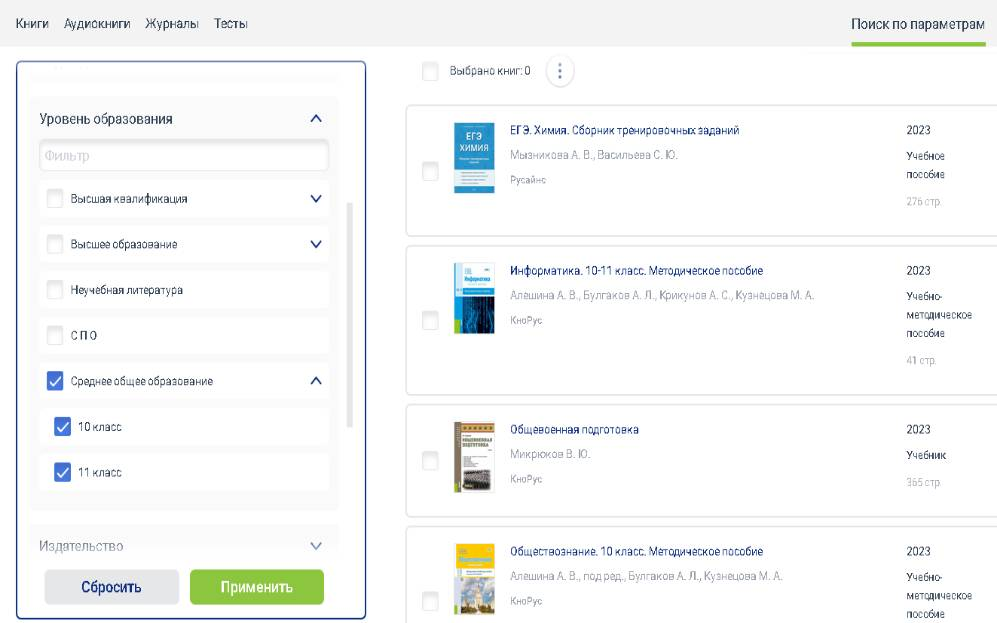 Книги Аудиокниги Журналы Тесты
Поиск по параметрам
Уровень образования
Фильтр
Высшая квалификация
Высшее образование
Неучебная литература
СПО
Среднее общее образование
10 класс
11 класс
Издательство
Сбросить
Применить
Выбрано книг: 0
ЕГЭ
ХИМИЯ
ЕГЭ. Химия. Сборник тренировочных заданий
Мызникова А. В., Васильева С. Ю.
Русайнс
2023
Учебное
пособие
276 стр.
Информатика
Информатика. 10-11 класс. Методическое пособие
Алешина А. В., Булгаков А. Л., Крикунов А. С., Кузнецова М. А.
КноРус
2023
Учебно-
методическое
пособие
41 стр.
ОБЩЕВОЕННАЯ
ПОДГОТОВКА
Общевоенная подготовка
Микрюков В. Ю.
КноРус
2023
Учебник
365 стр.
Обществознание. 10 класс. Методическое пособие
Алешина А. В., под ред., Булгаков А. Л., Кузнецова М. А.
КноРус
2023
Учебно-
методическое
пособие